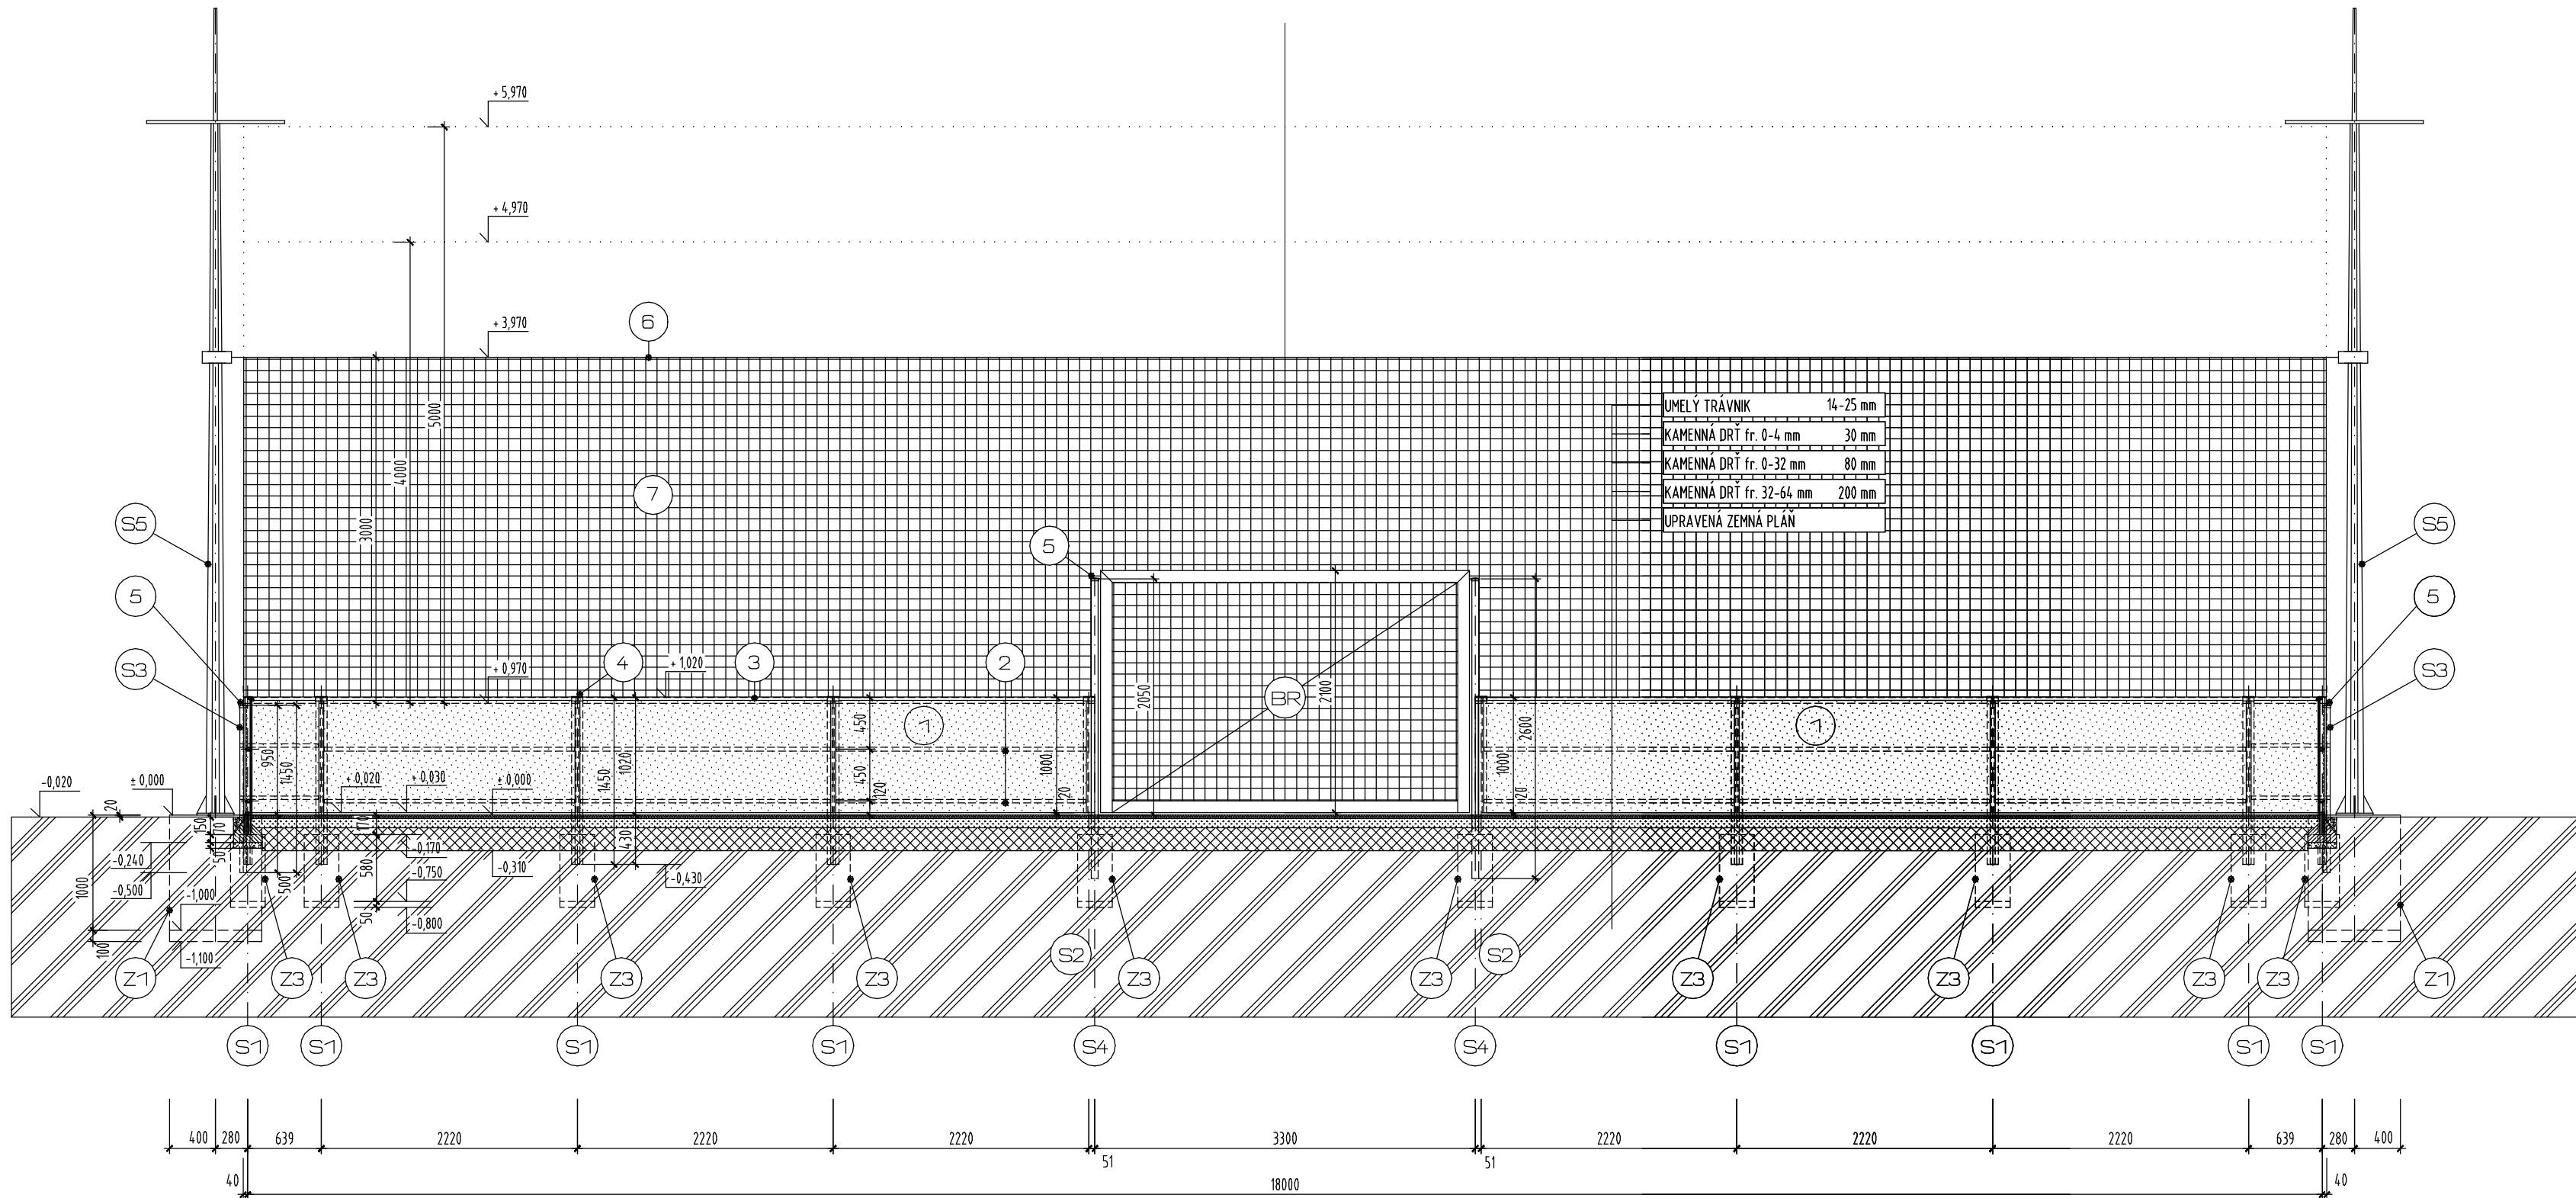 + 5,970
+ 4,970
+ 3,970
6
5000
4000
3000
7
UMELÝ TRÁVNIK 14-25 mm
KAMENNÁ DRŤ fr. 0-4 mm 30 mm
KAMENNÁ DRŤ fr. 0-32 mm 80 mm
KAMENNÁ DRŤ fr. 32-64 mm 200 mm
UPRAVENÁ ZEMNÁ PLÁŇ
S5
S5
5
5
5
S3
S3
+ 0,970
4
+ 1,020
3
2
BR
2050
2100
2600
1
1
950
1450
1450
1020
450
450
120
1000
20
1000
20
-0,020
± 0,000
+ 0,020
+ 0,030
± 0,000
20
150
70
50
170
580
50
430
500
-0,240
-0,500
-1,000
-1,100
1000
100
-0,170
-0,310
-0,750
-0,800
-0,430
Z1
Z3
Z3
Z3
Z3
S2
Z3
Z3
S2
Z3
Z3
Z3
Z3
Z1
S1
S1
S1
S1
S4
S4
S1
S1
S1
S1
400
280
639
2220
2220
2220
51
3300
51
2220
2220
2220
639
280
400
40
18000
40